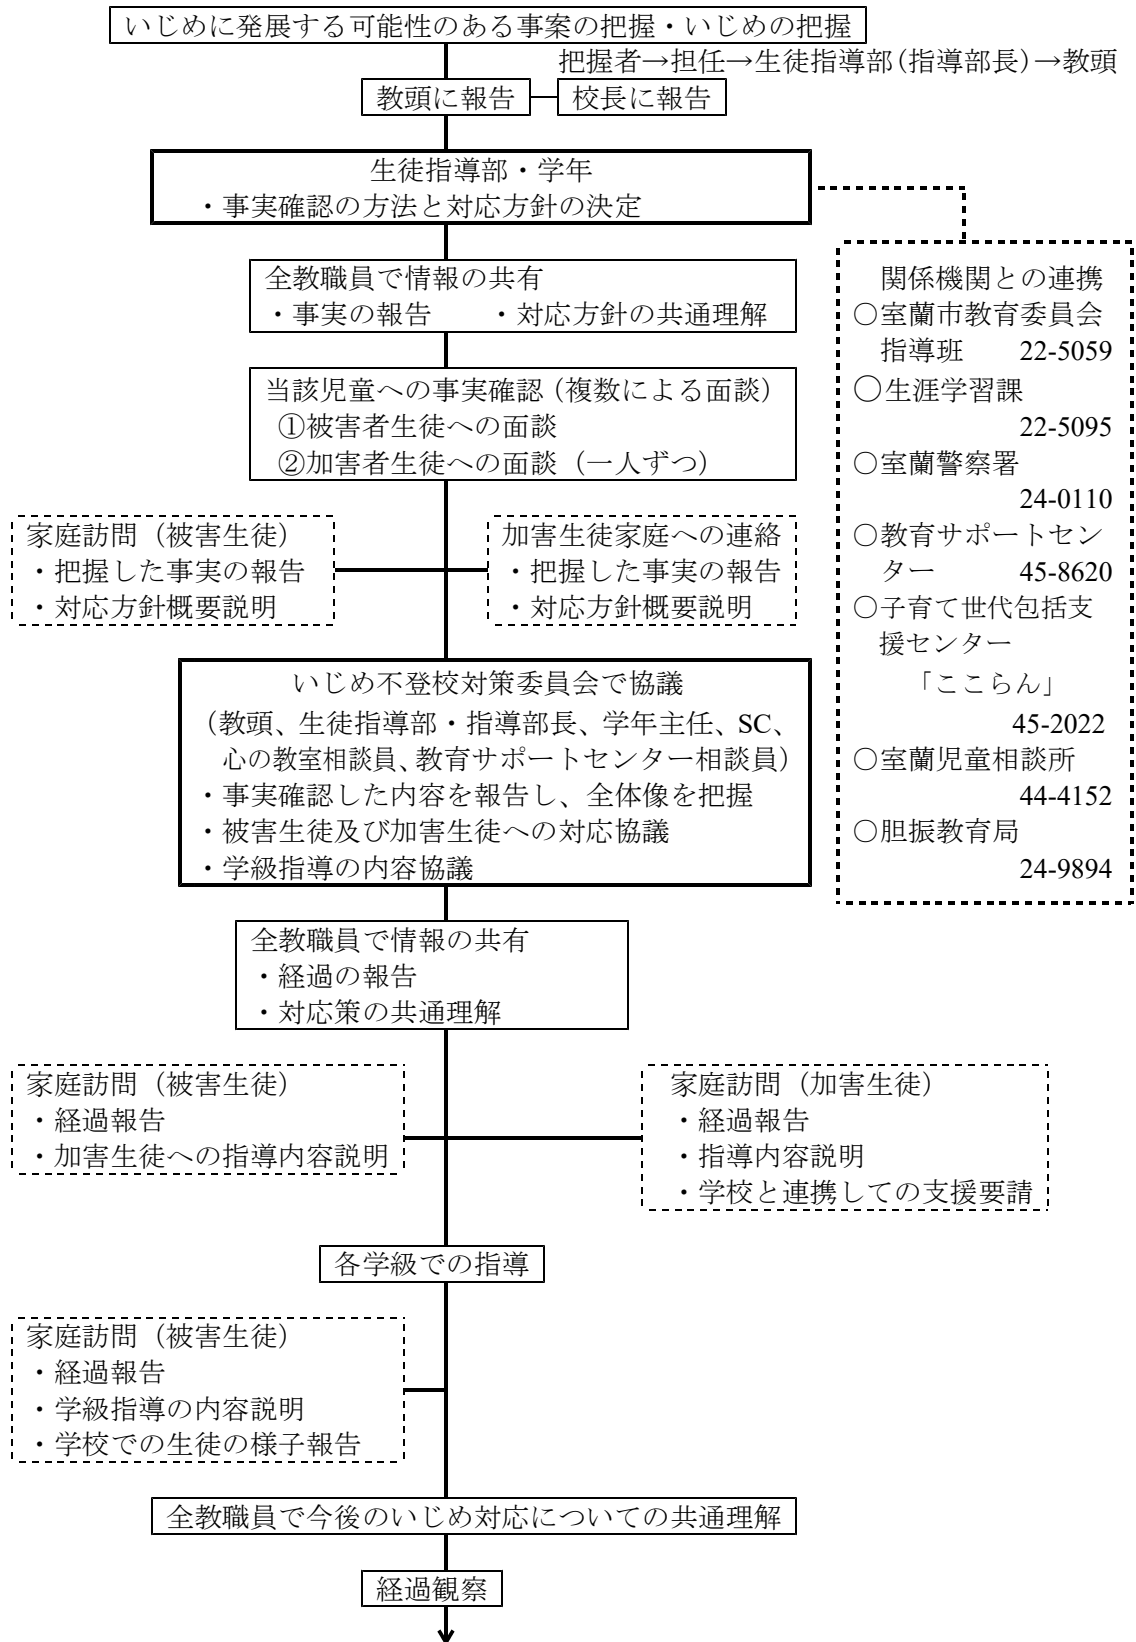 いじめに発展する可能性のある事案の把握・いじめの把握
把握者→担任→生徒指導部(指導部長)→教頭
教頭に報告
校長に報告
生徒指導部・学年
・事実確認の方法と対応方針の決定
全教職員で情報の共有
・事実の報告　　・対応方針の共通理解
当該児童への事実確認（複数による面談）
①被害者生徒への面談
②加害者生徒への面談（一人ずつ）
家庭訪問（被害生徒）
・把握した事実の報告
・対応方針概要説明
加害生徒家庭への連絡
・把握した事実の報告
・対応方針概要説明
いじめ不登校対策委員会で協議
（教頭、生徒指導部・指導部長、学年主任、SC、
心の教室相談員、教育サポートセンター相談員）
・事実確認した内容を報告し、全体像を把握
・被害生徒及び加害生徒への対応協議
・学級指導の内容協議
関係機関との連携
○室蘭市教育委員会
指導班　　22-5059
○生涯学習課
22-5095
○室蘭警察署
24-0110
○教育サポートセン
ター　　　45-8620
○子育て世代包括支
援センター
「ここらん」
45-2022
○室蘭児童相談所
44-4152
○胆振教育局
24-9894
全教職員で情報の共有
・経過の報告
・対応策の共通理解
家庭訪問（被害生徒）
・経過報告
・加害生徒への指導内容説明
家庭訪問（加害生徒）
・経過報告
・指導内容説明
・学校と連携しての支援要請
各学級での指導
家庭訪問（被害生徒）
・経過報告
・学級指導の内容説明
・学校での生徒の様子報告
全教職員で今後のいじめ対応についての共通理解
経過観察